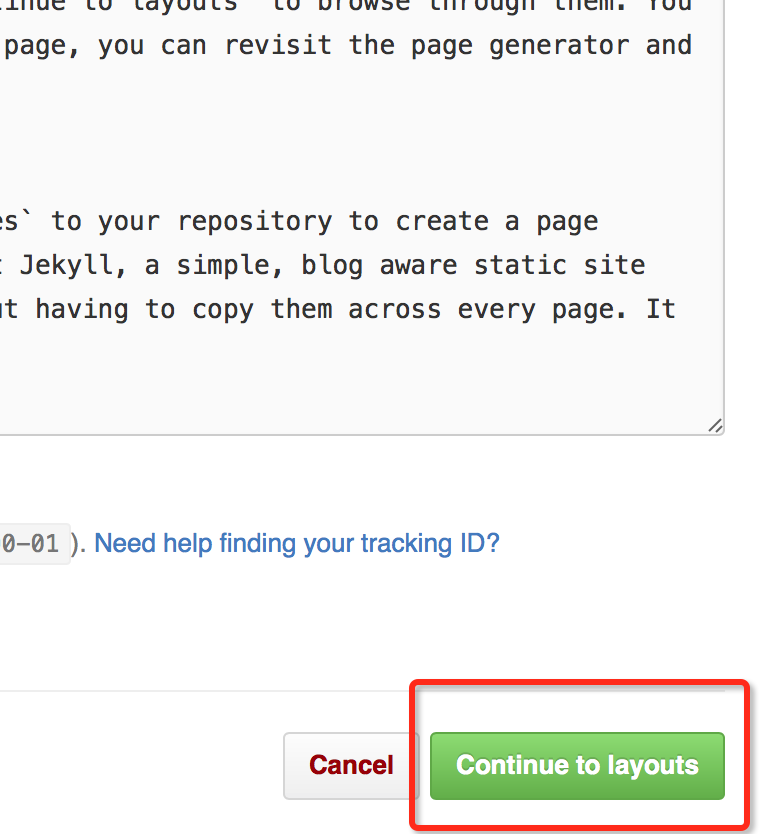 tinue to layouts` to browse through them. You
page, you can revisit the page generator and
es` to your repository to create a page
t Jekyll, a simple, blog aware static site
ut having to copy them across every page. It
0-01 ). Need help finding your tracking ID?
Cancel
Continue to layouts